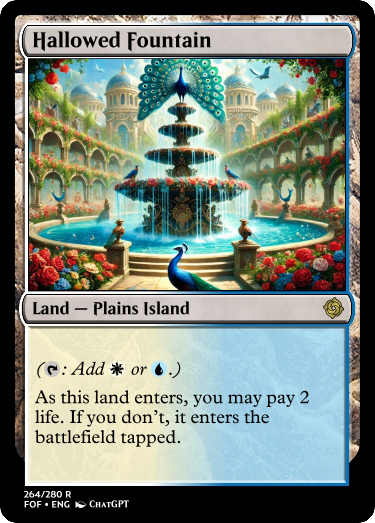 Hallowed Fountain
Land — Plains Island
(: Add or .)
As this land enters, you may pay 2
life. If you don't, it enters the
battlefield tapped.
264/280 R
FOF • ENG ChatGPT